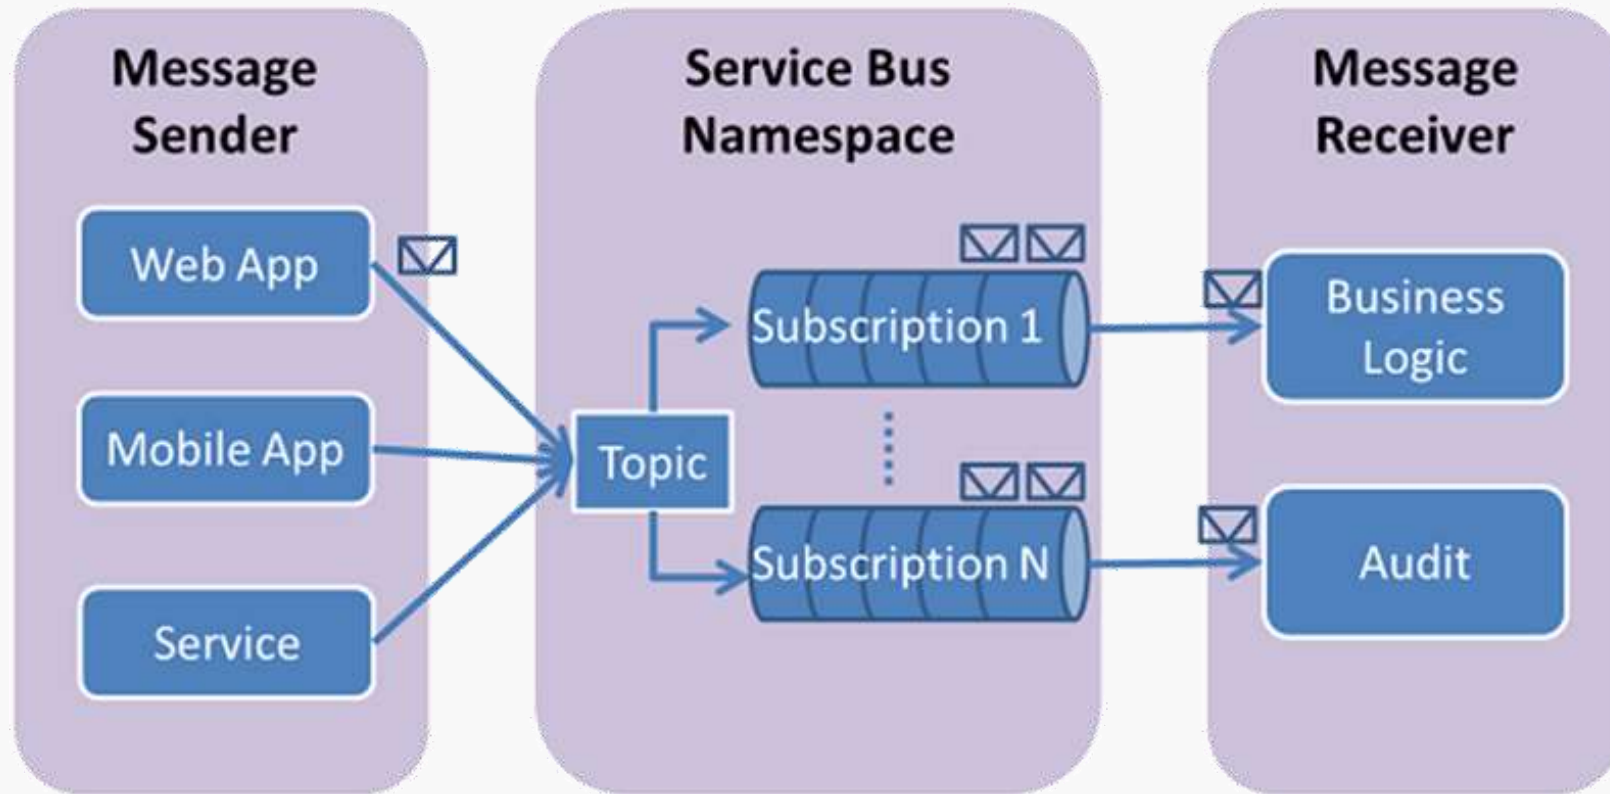 Message
Sender
Web App
Mobile App
Service
Service Bus
Namespace
Topic
Subscription 1
Subscription N
Message
Receiver
Business
Logic
Audit